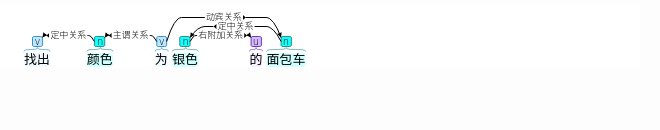 动宾关系
定中关系
定中关系 主谓关系 右附加关系
v n v n u n
找出 颜色 为 银色 的 面包车